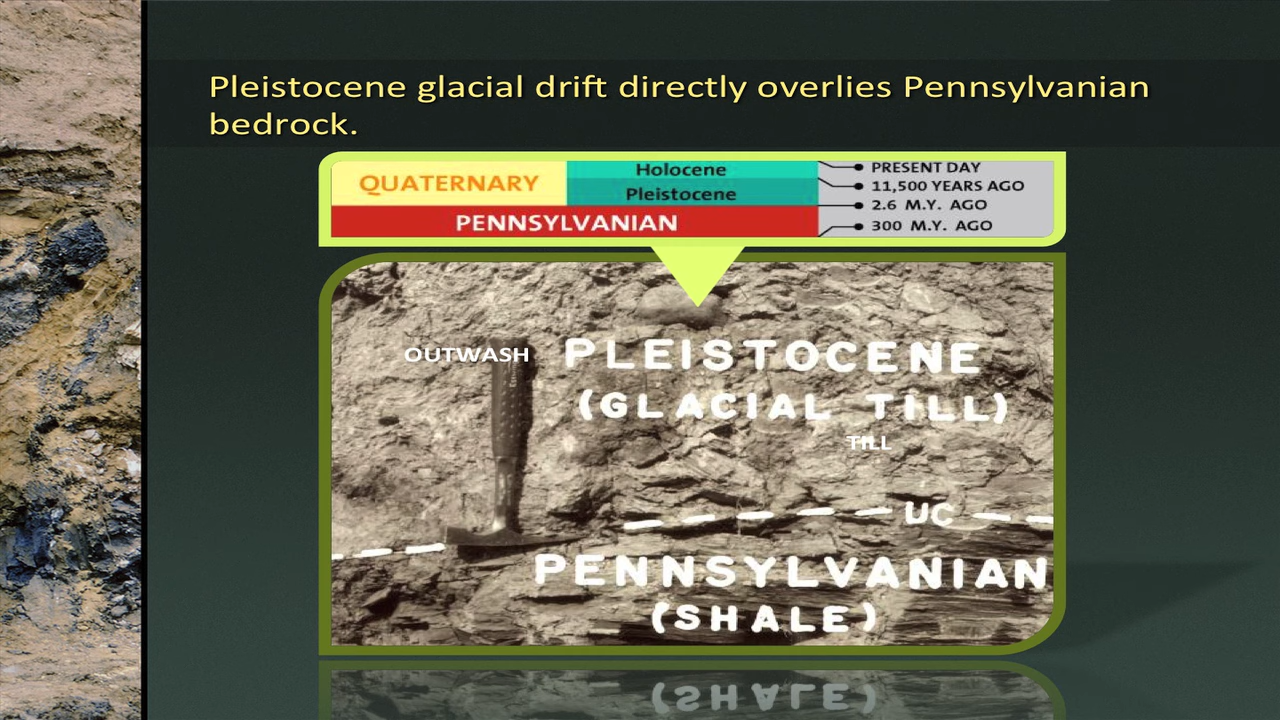 Pleistocene glacial drift directly overlies Pennsylvanian
bedrock.
QUATERNARY
Holocene
Pleistocene
PENNSYLVANIAN
PRESENT DAY
11,500 YEARS AGO
2.6 M.Y. AGO
300 M.Y. AGO
OUTWASH
PLEISTOCENE
(GLACIAL TILL)
TILL
UC
PENNSYLVANIAN
(SHALE)